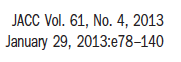 JACC Vol. 61, No. 4, 2013
January 29, 2013:e78–140